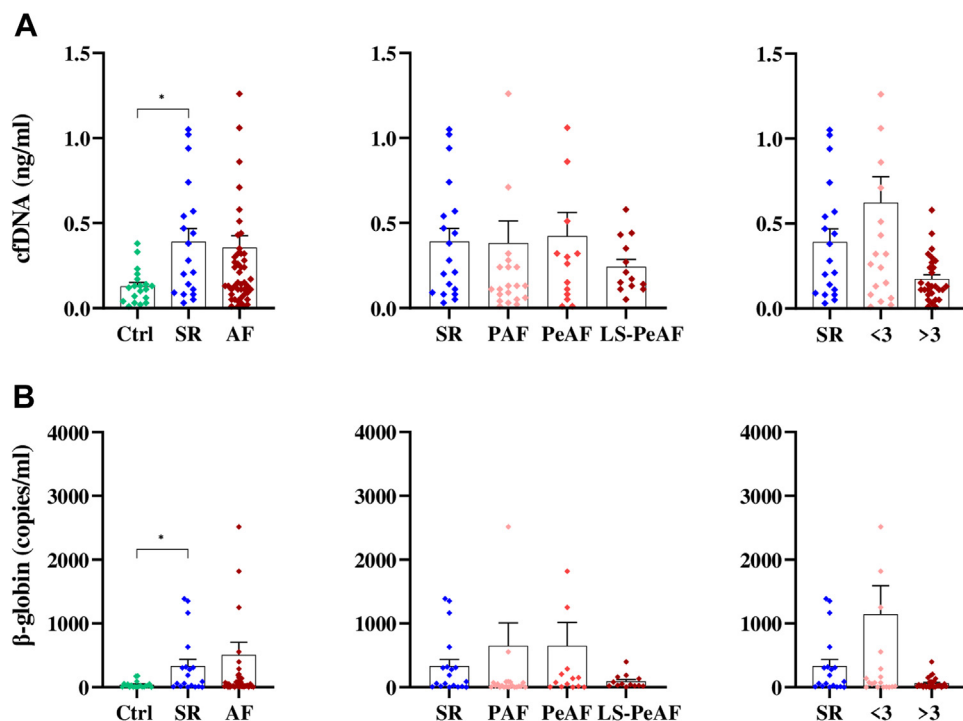 A
cfDNA (ng/ml)
1.5
1.0
0.5
0.0
*
Ctrl SR AF
1.5
1.0
0.5
0.0
SR PAF PeAF LS-PeAF
1.5
1.0
0.5
0.0
SR <3 >3
B
β-globin (copies/ml)
4000
3000
2000
1000
0
*
Ctrl SR AF
4000
3000
2000
1000
0
SR PAF PeAF LS-PeAF
4000
3000
2000
1000
0
SR <3 >3